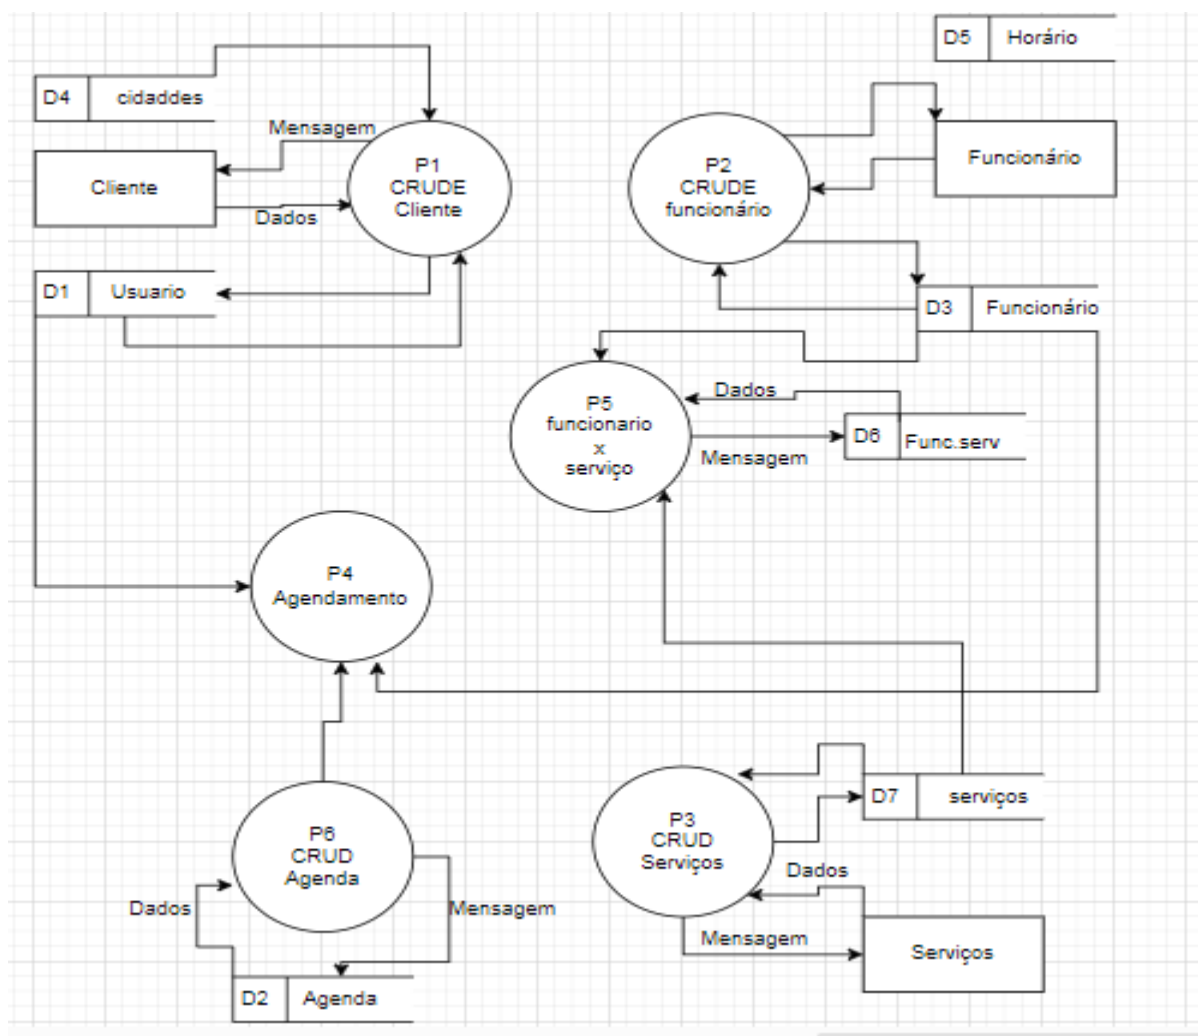 D5 Horário
D4 cidaddes
Mensagem
Cliente
Dados
P1
CRUDE
Cliente
P2
CRUDE
funcionário
Funcionário
D1 Usuario
D3 Funcionário
P5
funcionario
x
serviço
Dados
D6 Func.serv
Mensagem
P4
Agendamento
D7 serviços
P3
CRUD
Serviços
Dados
Mensagem
Serviços
P6
CRUD
Agenda
Dados
Mensagem
D2 Agenda